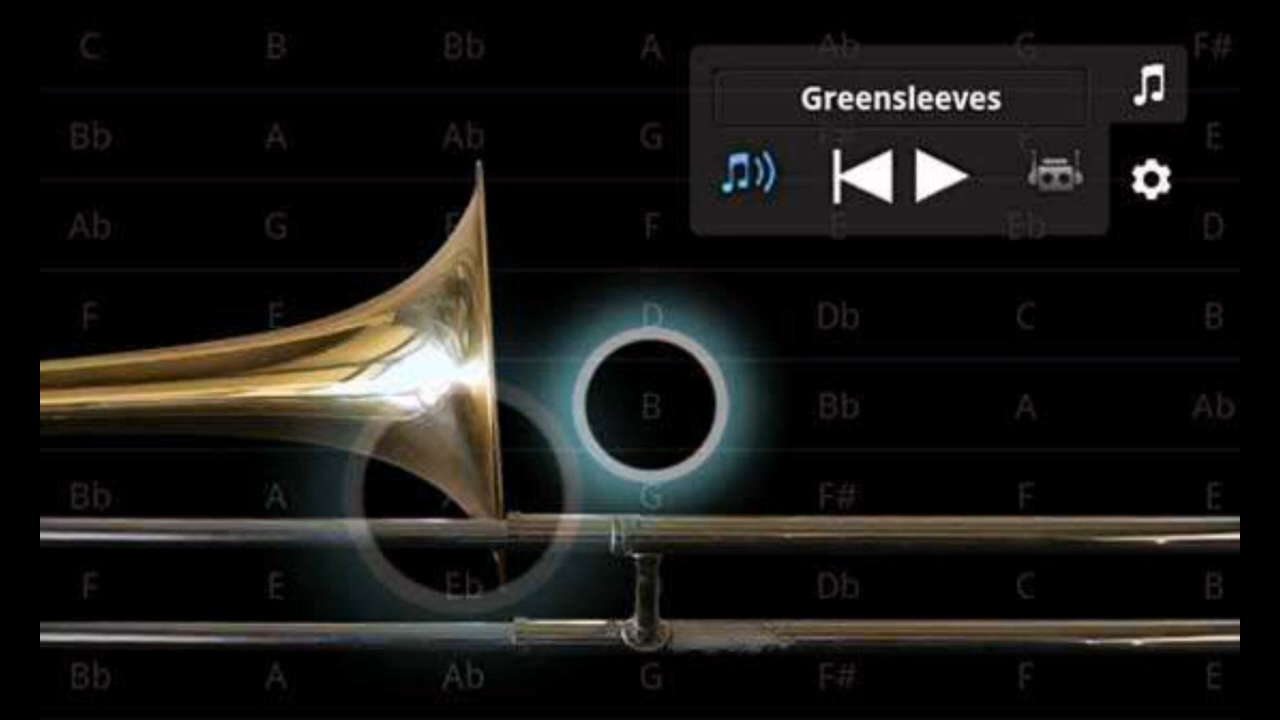 C B Bb A Ab G F#
Greensleeves
Bb A Ab G E
Ab G F E Eb D
F E D Db C B
B Bb A Ab
Bb A G F# F E
F E Eb Db C B
Bb A Ab G F# F E